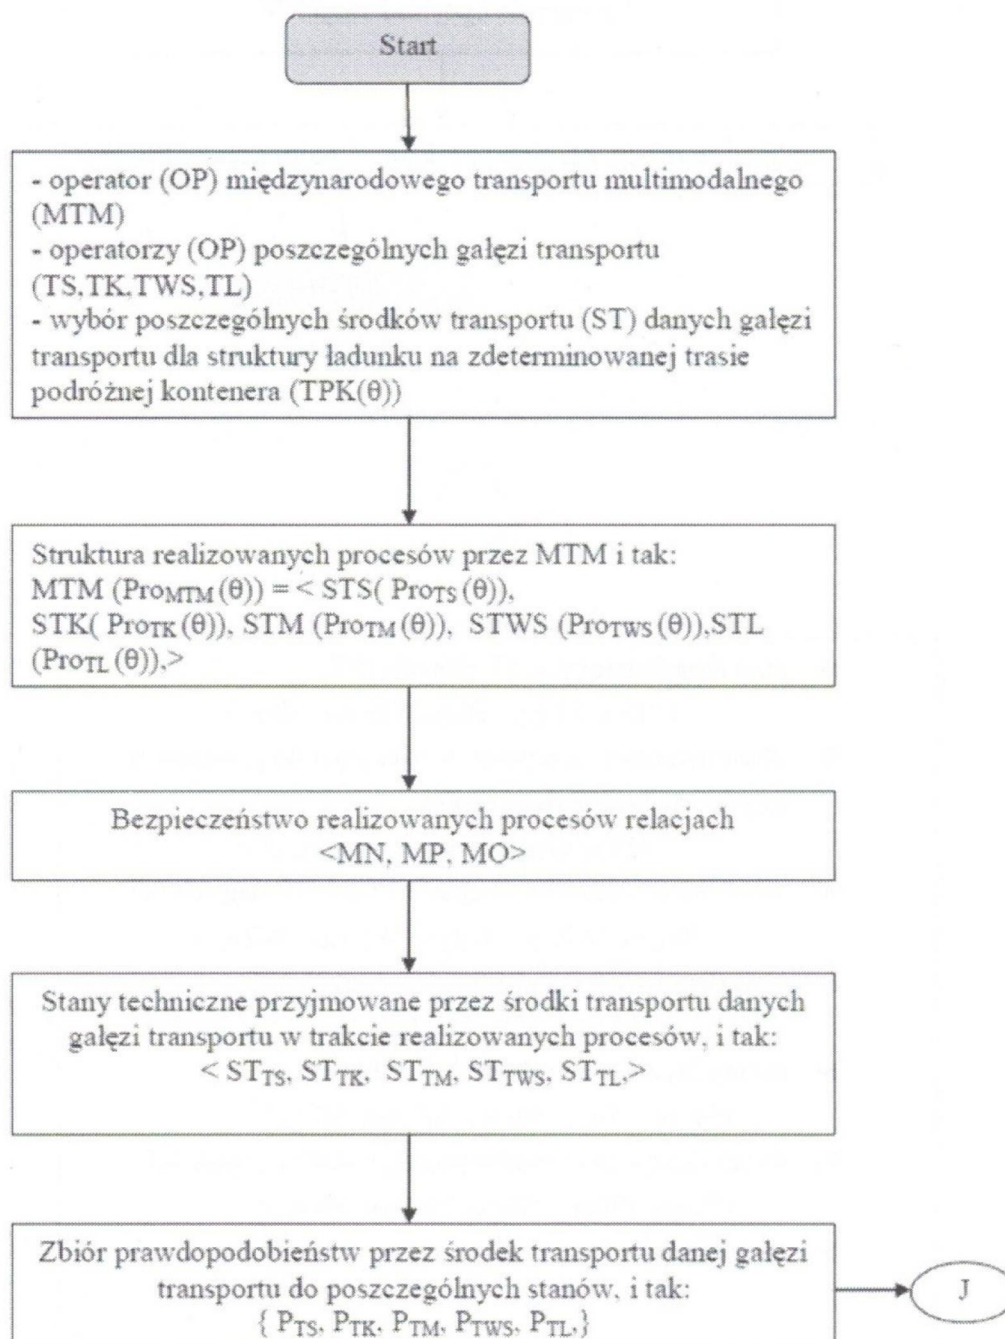 Start
- operator (OP) międzynarodowego transportu multimodalnego
(MTM)
- operatorzy (OP) poszczególnych gałęzi transportu
(TS,TK,TWS,TL)
- wybór poszczególnych środków transportu (ST) danych gałęzi
transportu dla struktury ładunku na zdeterminowanej trasie
podróżnej kontenera (TPK(θ))
Struktura realizowanych procesów przez MTM i tak:
MTM (ProMTM(θ)) = < STS( ProTS(θ)),
STK( ProTK(θ)), STM (ProTM(θ)), STWS (ProTWS(θ)),STL
(ProTL(θ)),>
Bezpieczeństwo realizowanych procesów relacjach
<MN, MP, MO>
Stany techniczne przyjmowane przez środki transportu danych
gałęzi transportu w trakcie realizowanych procesów, i tak:
< STTS, STTK, STTM, STTWS, STTL,>
Zbiór prawdopodobieństw przez środek transportu danej gałęzi
transportu do poszczególnych stanów, i tak:
{ PTS, PTK, PTM, PTWS, PTL,}
J